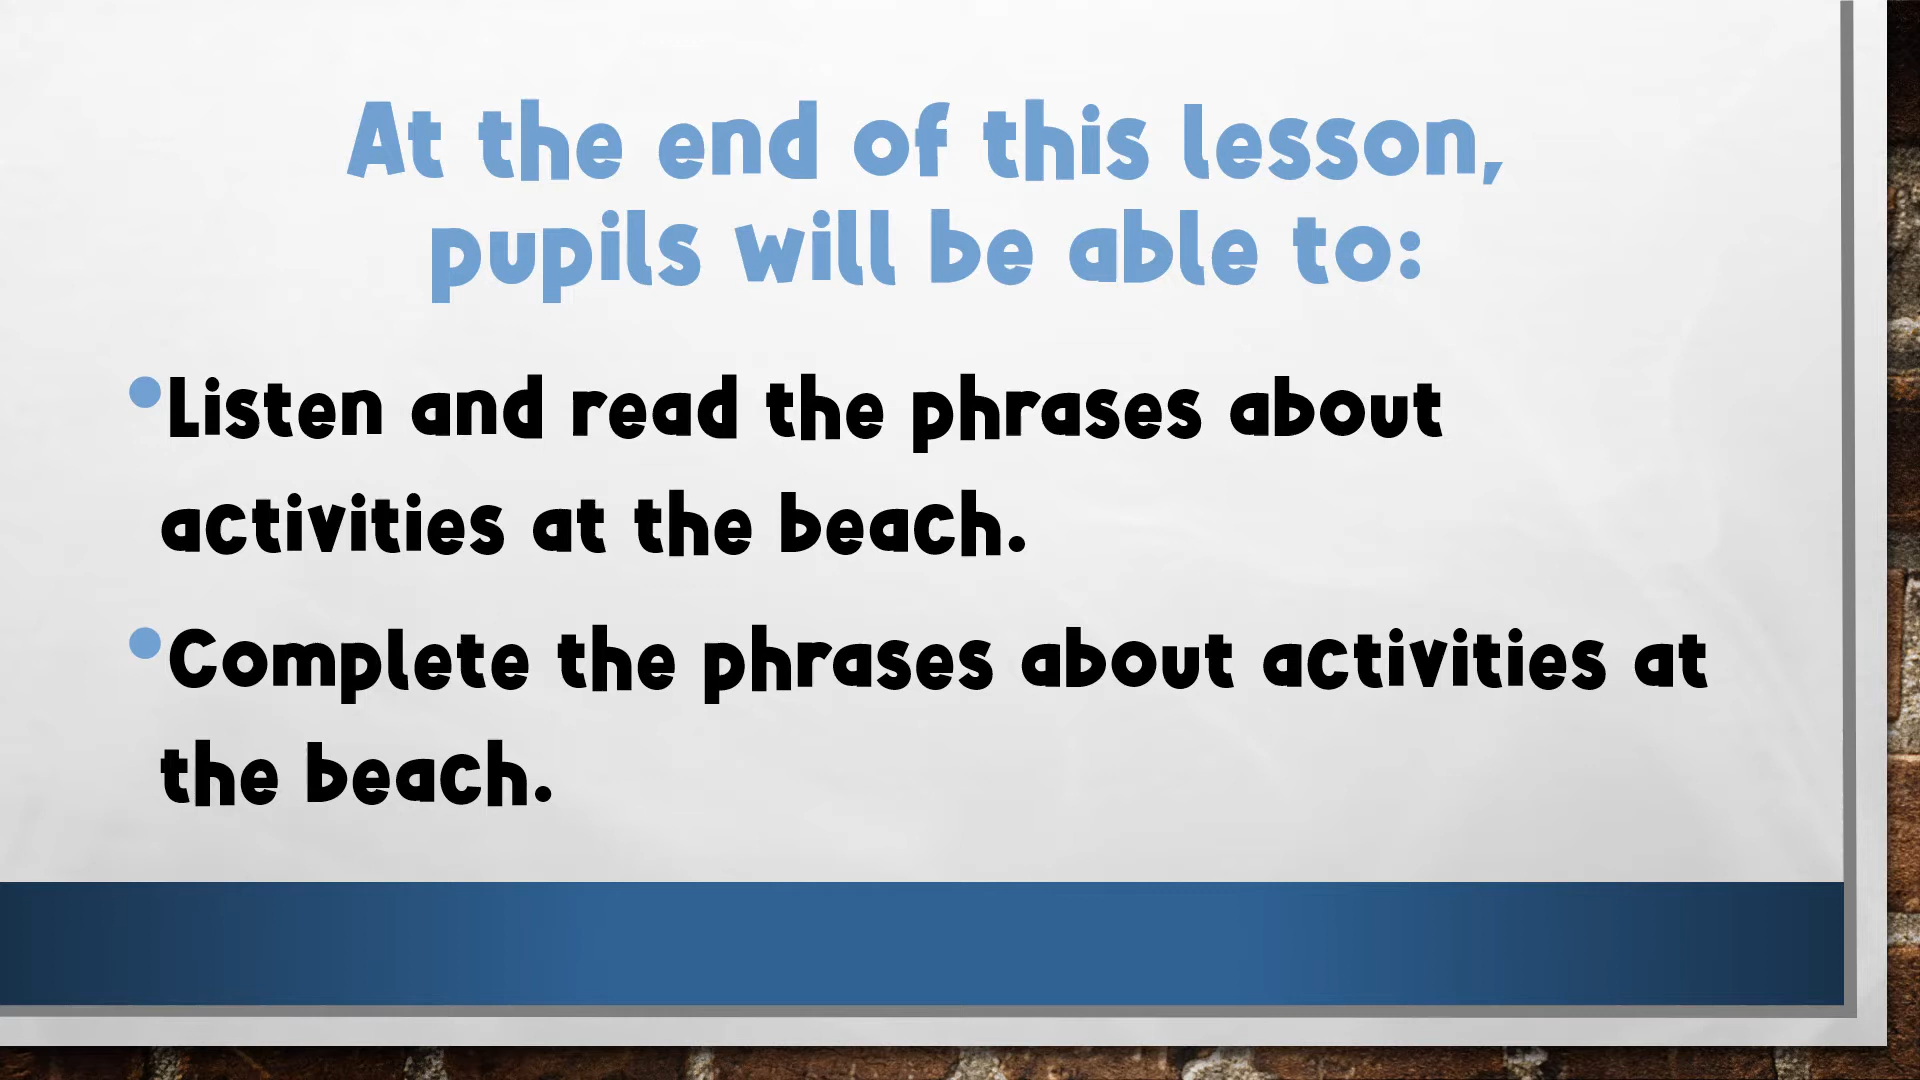 At the end of this lesson,
pupils will be able to:
•Listen and read the phrases about
activities at the beach.
•Complete the phrases about activities at
the beach.